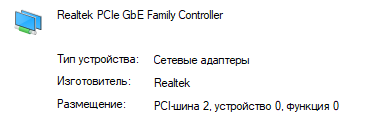 Realtek PCIe GbE Family Controller
Тип устройства: Сетевые адаптеры
Изготовитель: Realtek
Размещение: PCI-шина 2, устройство 0, функция 0